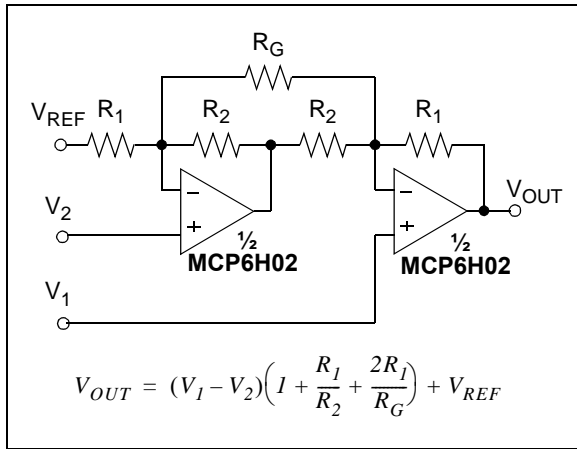 R_G
V_REF R_1 R_2 R_2 R_1
V_OUT
V_2
− + − +
½ ½
MCP6H02 MCP6H02
V_1
V_OUT = (V_1 – V_2)(1 + R_1/R_2 + 2R_1/R_G) + V_REF